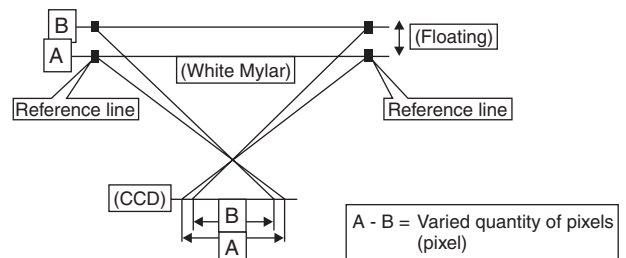 B
(Floating)
A
(White Mylar)
Reference line
Reference line
(CCD)
B
A
A - B = Varied quantity of pixels
(pixel)